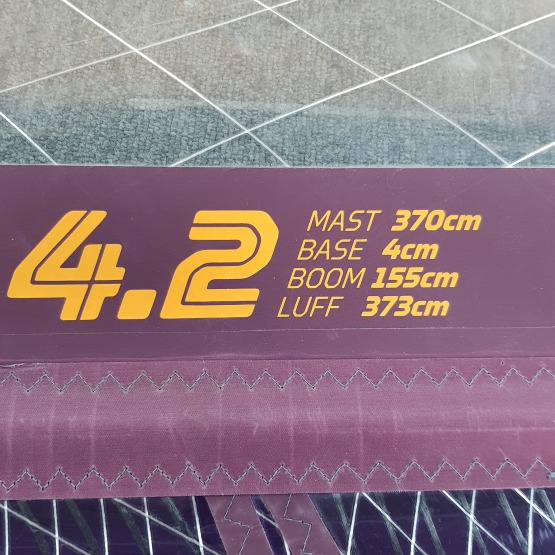 4.2
MAST 370cm
BASE 4cm
BOOM 155cm
LUFF 373cm